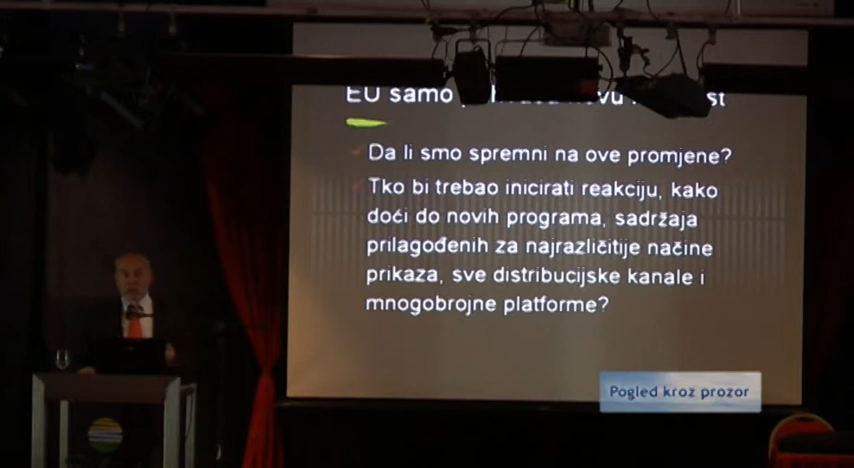 EU samo
Da li smo spremni na ove promjene?
Tko bi trebao inicirati reakciju, kako
doći do novih programa, sadržaja
prilagođenih za najrazličitije načine
prikaza, sve distribucijske kanale i
mnogobrojne platforme?
Pogled kroz prozor